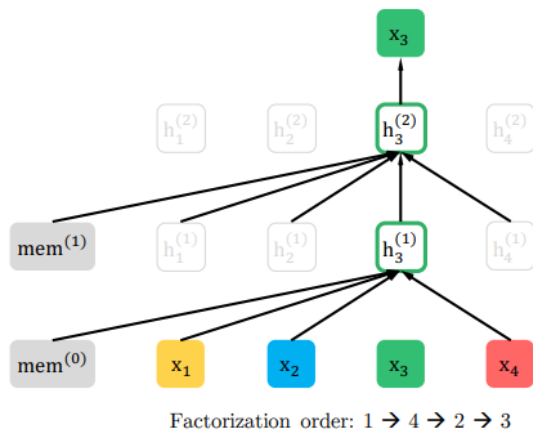 x₃
h₁⁽²⁾ h₂⁽²⁾ h₃⁽²⁾ h₄⁽²⁾
mem⁽¹⁾ h₁⁽¹⁾ h₂⁽¹⁾ h₃⁽¹⁾ h₄⁽¹⁾
mem⁽⁰⁾ x₁ x₂ x₃ x₄
Factorization order: 1 → 4 → 2 → 3